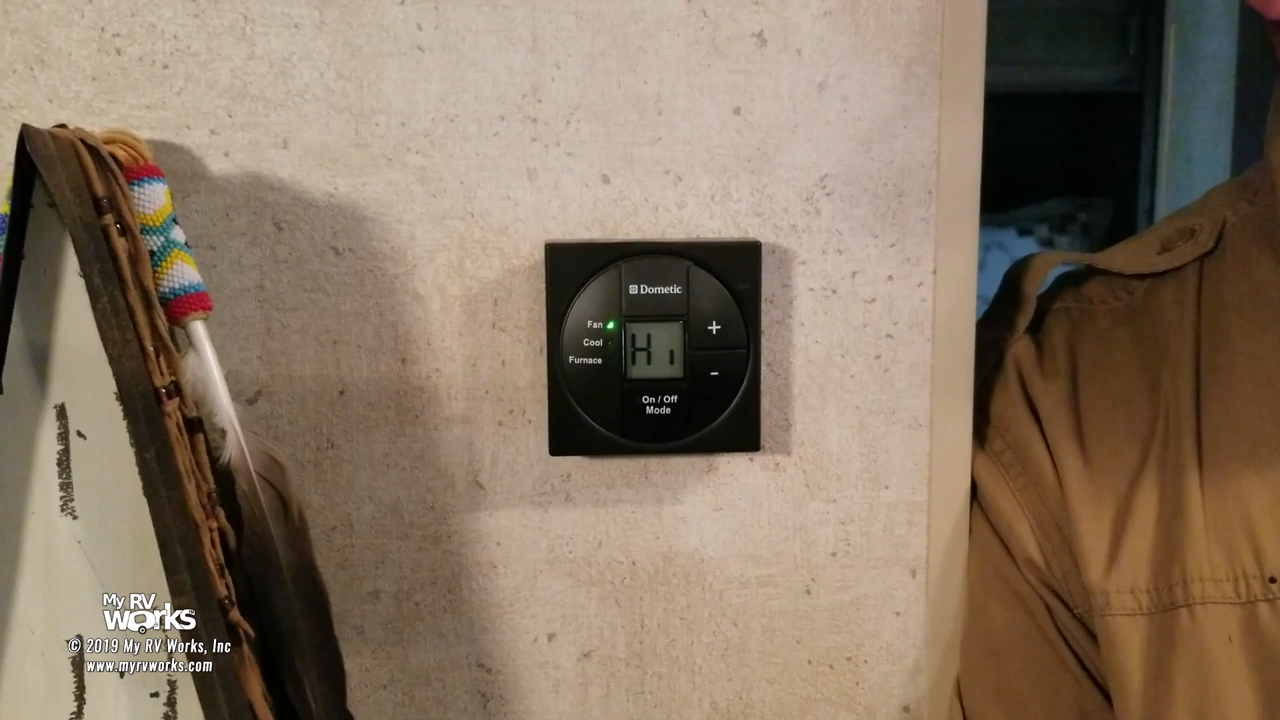 Dometic
Fan
Cool
Furnace
Hi
+
-
On / Off
Mode
My RV
works
© 2019 My RV Works, Inc
www.myrvworks.com